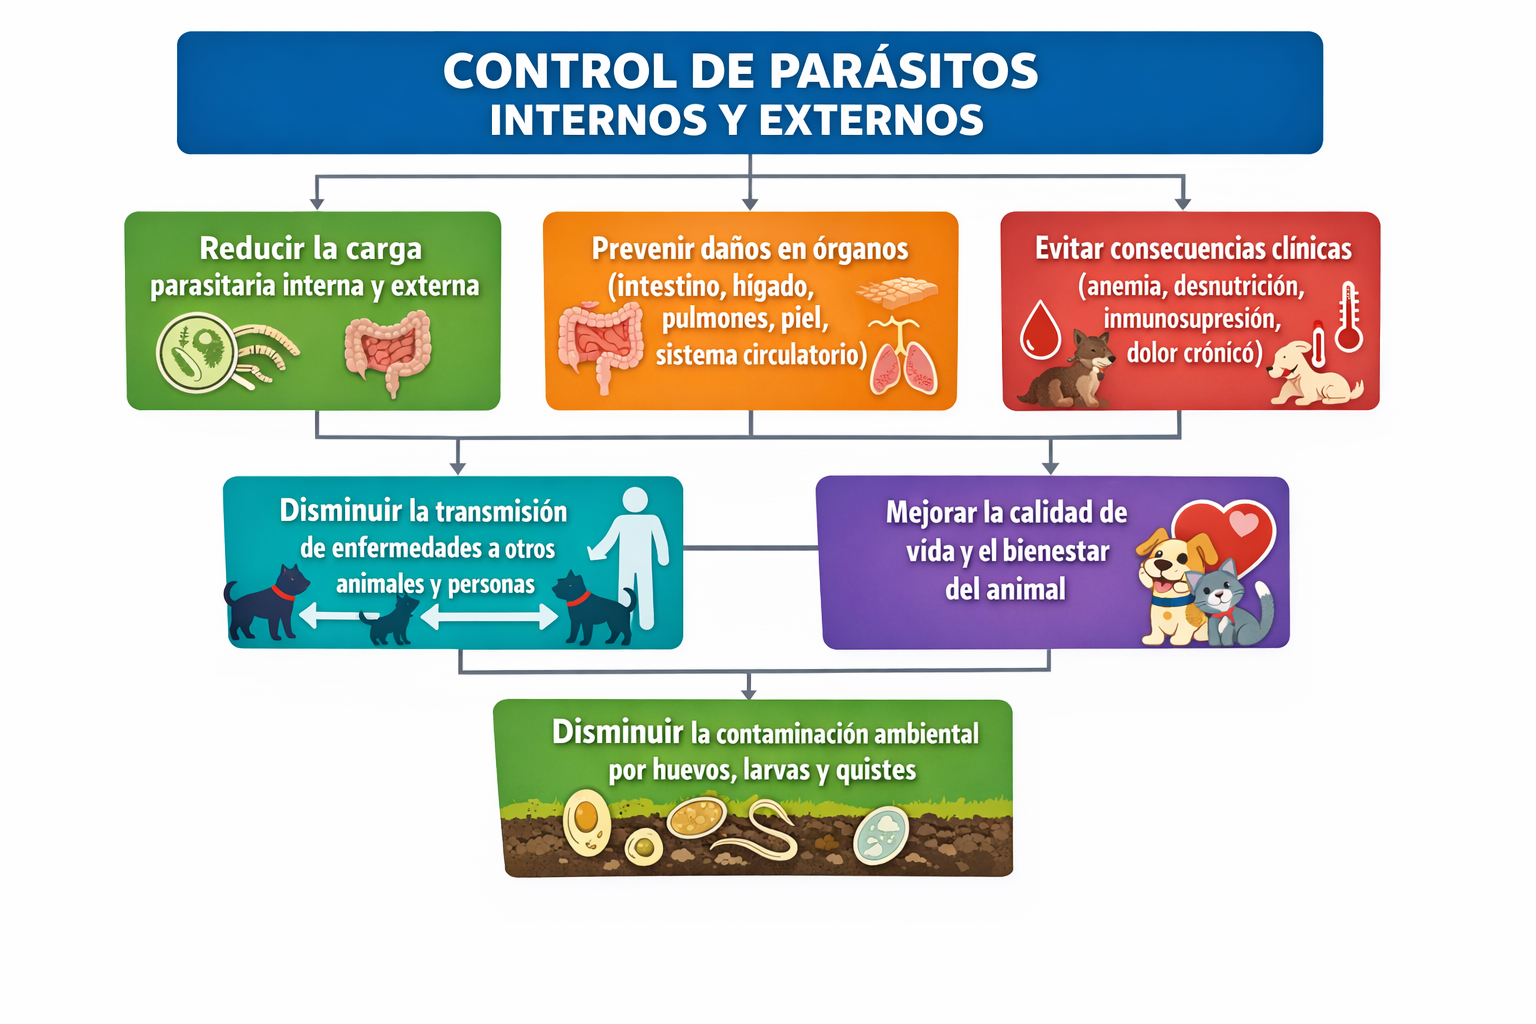 CONTROL DE PARÁSITOS
INTERNOS Y EXTERNOS
Reducir la carga
parasitaria interna y externa
Prevenir daños en órganos
(intestino, hígado,
pulmones, piel,
sistema circulatorio)
Evitar consecuencias clínicas
(anemia, desnutrición,
inmunosupresión,
dolor cróníco)
Disminuir la transmisión
de enfermedades a otros
animales y personas
Mejorar la calidad de
vida y el bienestar
del animal
Disminuir la contaminación ambiental
por huevos, larvas y quistes